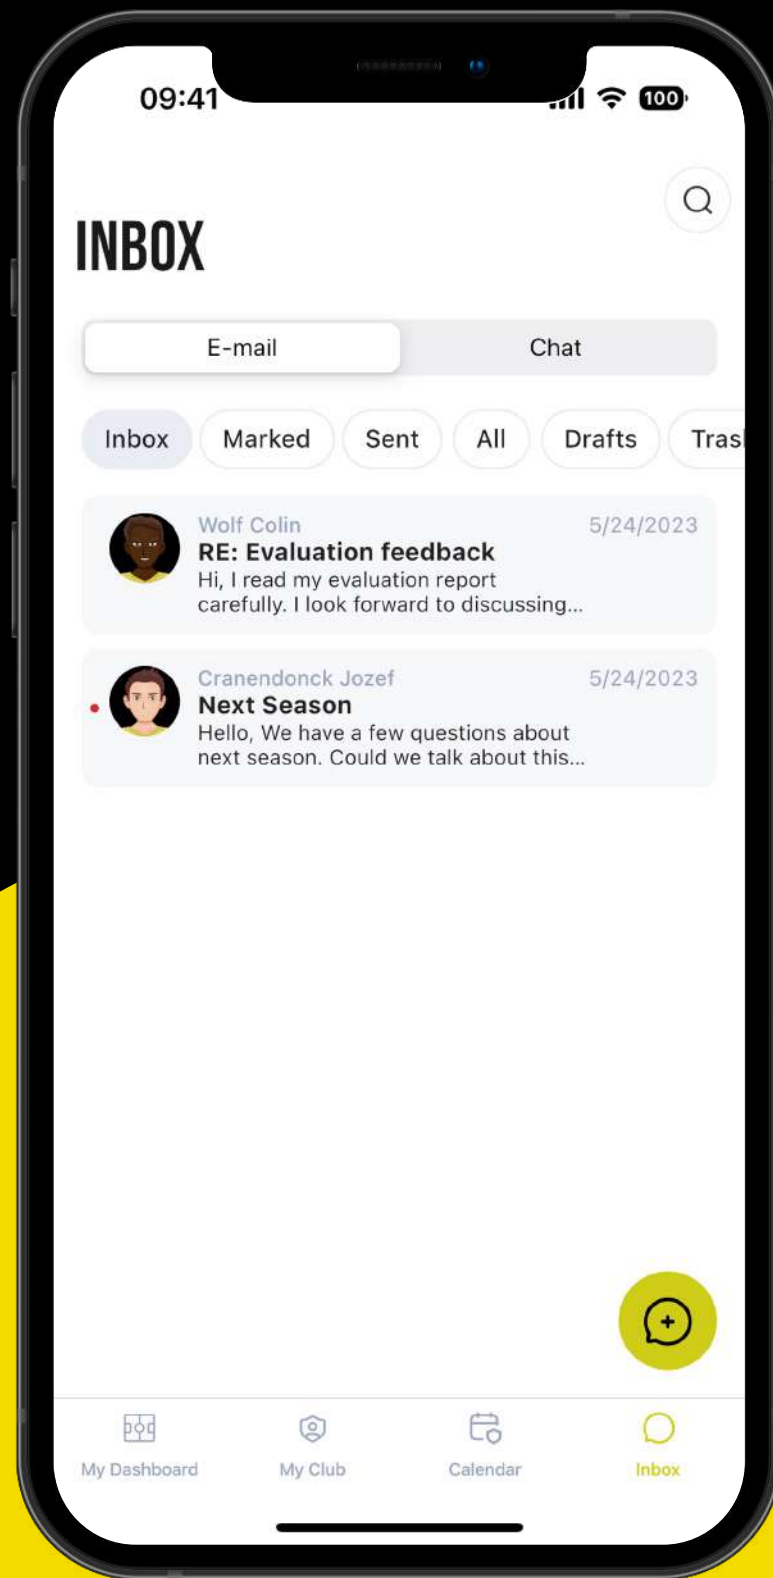 09:41
100
INBOX
E-mail
Chat
Inbox
Marked
Sent
All
Drafts
Wolf Colin
5/24/2023
RE: Evaluation feedback
Hi, I read my evaluation report
carefully. I look forward to discussing...
Cranendonck Jozef
5/24/2023
Next Season
Hello, We have a few questions about
next season. Could we talk about this...
My Dashboard
My Club
Calendar
Inbox